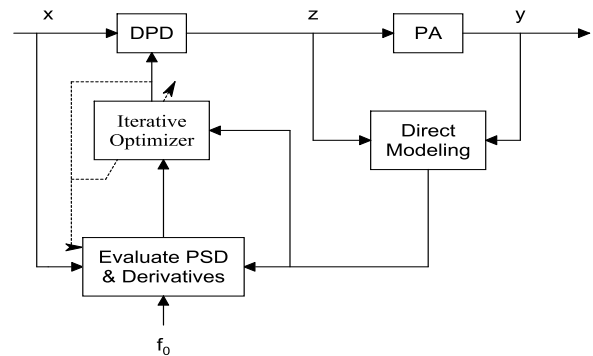 x
z
y
DPD
PA
Iterative
Optimizer
Direct
Modeling
Evaluate PSD
& Derivatives
f₀